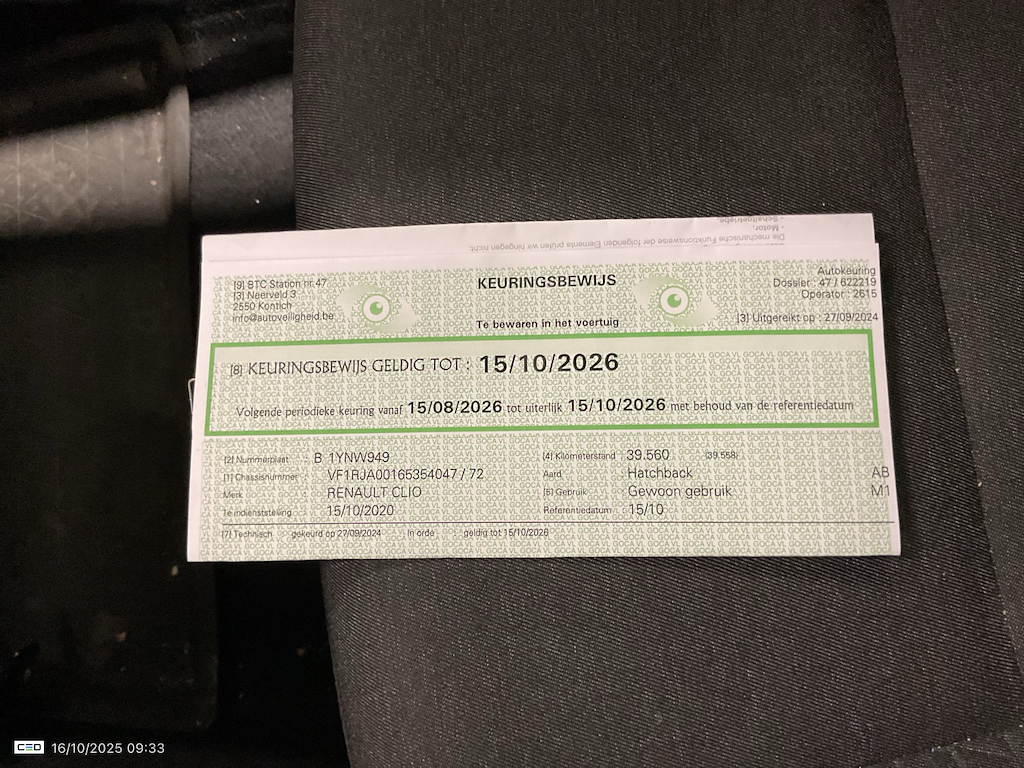 Schaltgetriebe.
- Motor,
Die mechanische Funktionsweise der folgenden Elemente prüfen wir hingegen nicht:
[9] BTC Station nr.47
[3] Neerveld 3
2550 Kontich
info@autoveiligheid.be
KEURINGSBEWIJS
Te bewaren in het voertuig
Autokeuring
Dossier : 47 / 622219
Operator : 2615
[3] Uitgereikt op : 27/09/2024
[8] KEURINGSBEWIJS GELDIG TOT : 15/10/2026
Volgende periodieke keuring vanaf 15/08/2026 tot uiterlijk 15/10/2026 met behoud van de referentiedatum
[2] Nummerplaat : B 1YNW949 [4] Kilometerstand : 39.560 (39.558)
[1] Chassisnummer : VF1RJA00165354047 / 72 Aard : Hatchback AB
Merk : RENAULT CLIO [5] Gebruik : Gewoon gebruik M1
1e indienststelling : 15/10/2020 Referentiedatum : 15/10
[7] Technisch : gekeurd op 27/09/2024 In orde : geldig tot 15/10/2026
CEO 16/10/2025 09:33